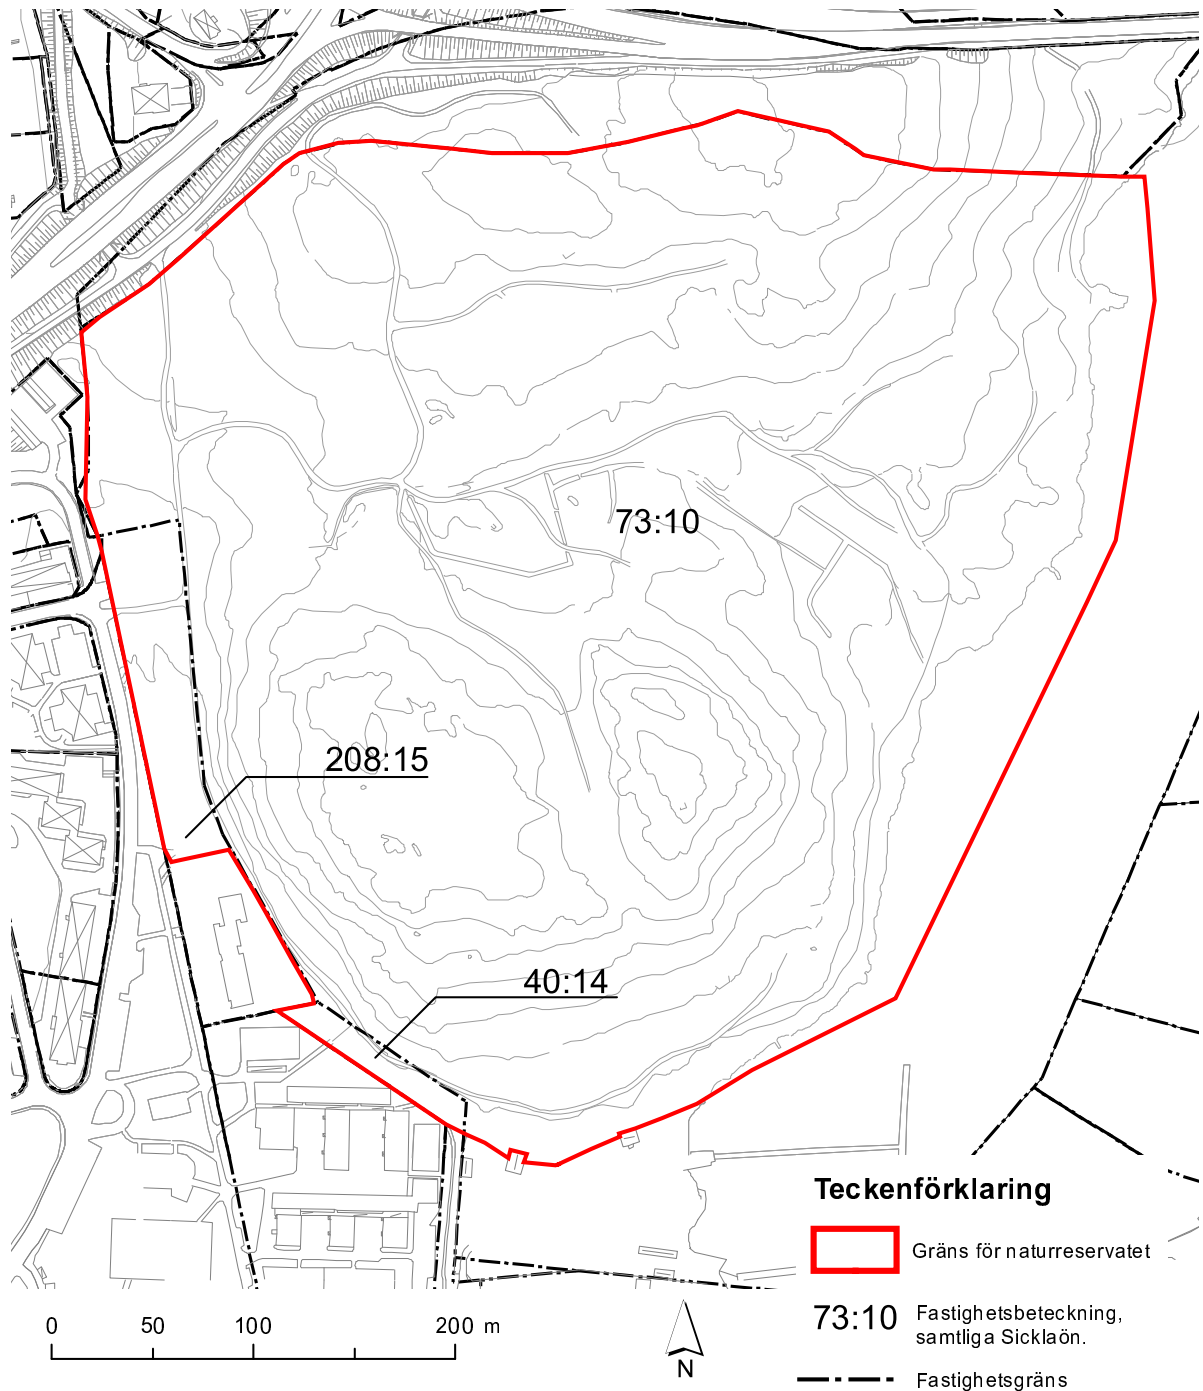 73:10
208:15
40:14
Teckenförklaring
Gräns för naturreservatet
73:10 Fastighetsbeteckning,
samtliga Sicklaön.
Fastighetsgräns
0 50 100 200 m
N